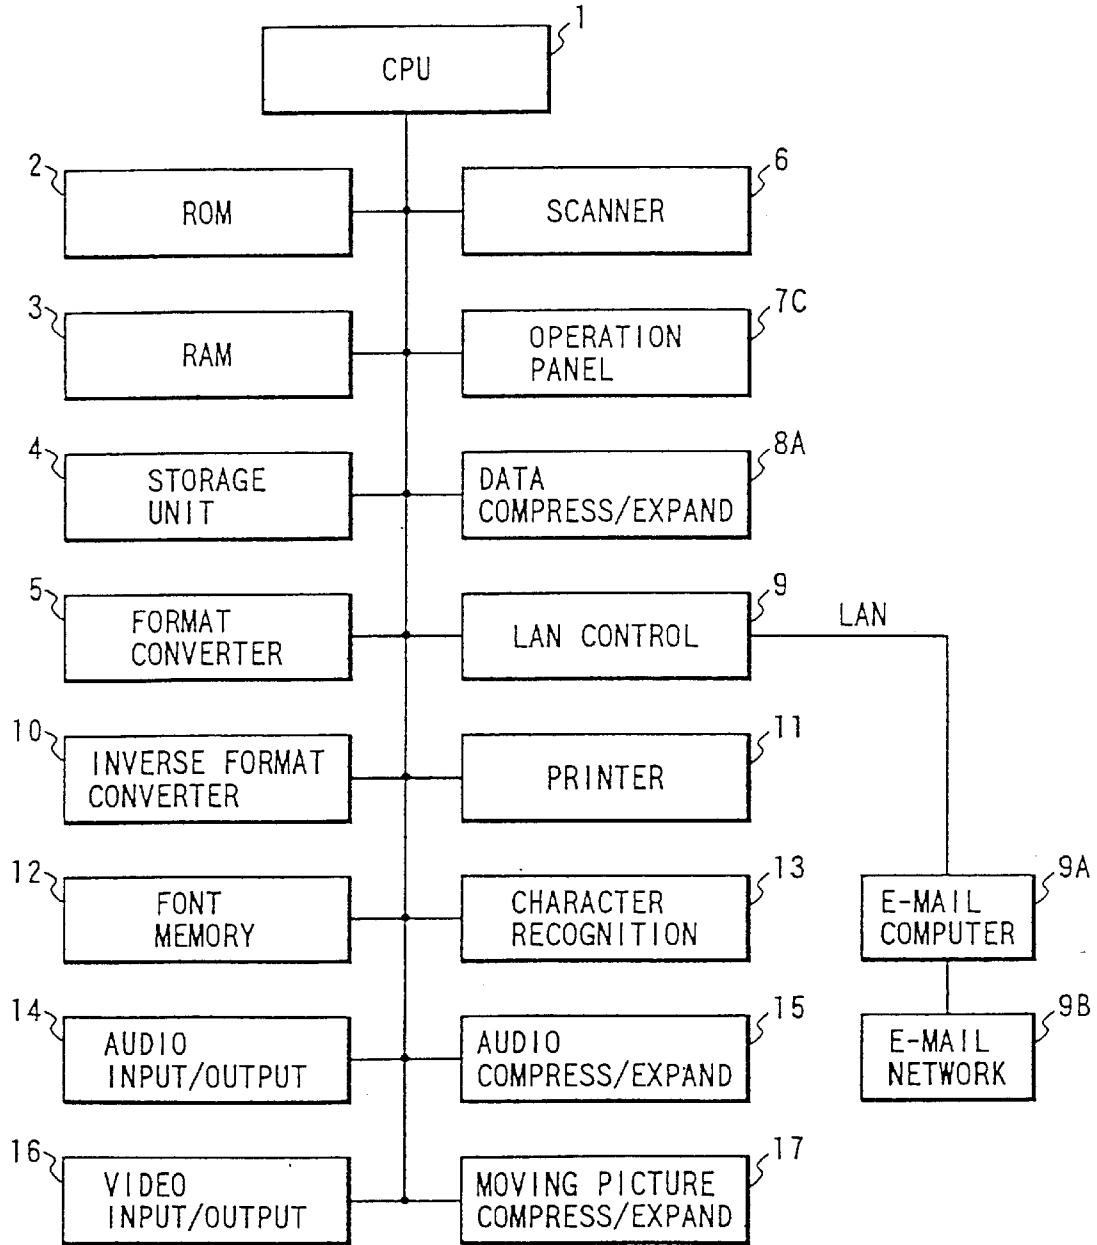 1
CPU
2
ROM
6
SCANNER
3
RAM
7C
OPERATION
PANEL
4
STORAGE
UNIT
8A
DATA
COMPRESS/EXPAND
5
FORMAT
CONVERTER
9
LAN CONTROL
LAN
10
INVERSE FORMAT
CONVERTER
11
PRINTER
12
FONT
MEMORY
13
CHARACTER
RECOGNITION
9A
E-MAIL
COMPUTER
14
AUDIO
INPUT/OUTPUT
15
AUDIO
COMPRESS/EXPAND
9B
E-MAIL
NETWORK
16
VIDEO
INPUT/OUTPUT
17
MOVING PICTURE
COMPRESS/EXPAND